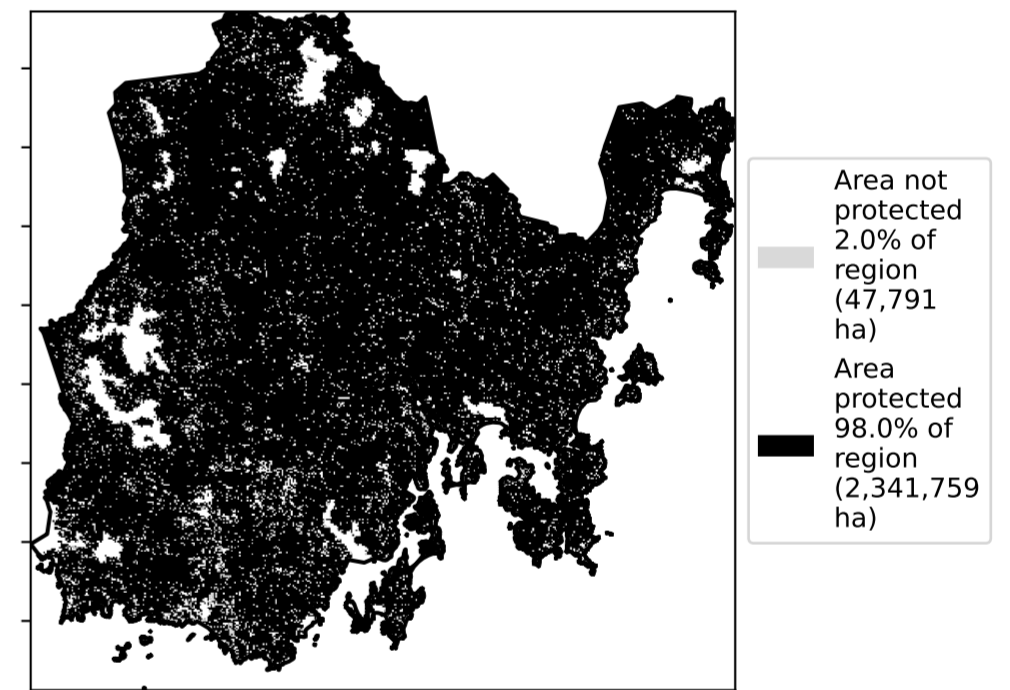 Area not
protected
2.0% of
region
(47,791
ha)
Area
protected
98.0% of
region
(2,341,759
ha)